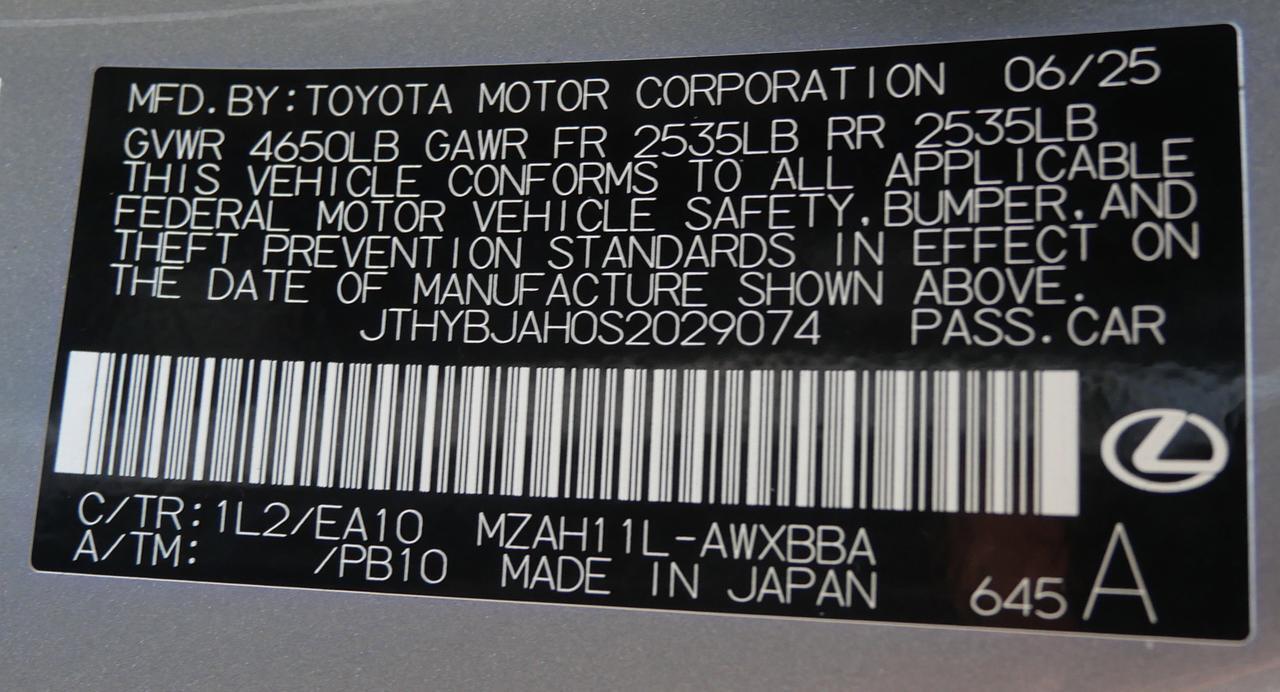 MFD.BY:TOYOTA MOTOR CORPORATION 06/25
GVWR 4650LB GAWR FR 2535LB RR 2535LB
THIS VEHICLE CONFORMS TO ALL APPLICABLE
FEDERAL MOTOR VEHICLE SAFETY,BUMPER,AND
THEFT PREVENTION STANDARDS IN EFFECT ON
THE DATE OF MANUFACTURE SHOWN ABOVE.
JTHYBJAH0S2029074 PASS.CAR
C/TR:1L2/EA10 MZAH11L-AWXBBA
A/TM: /PB10 MADE IN JAPAN 645 A